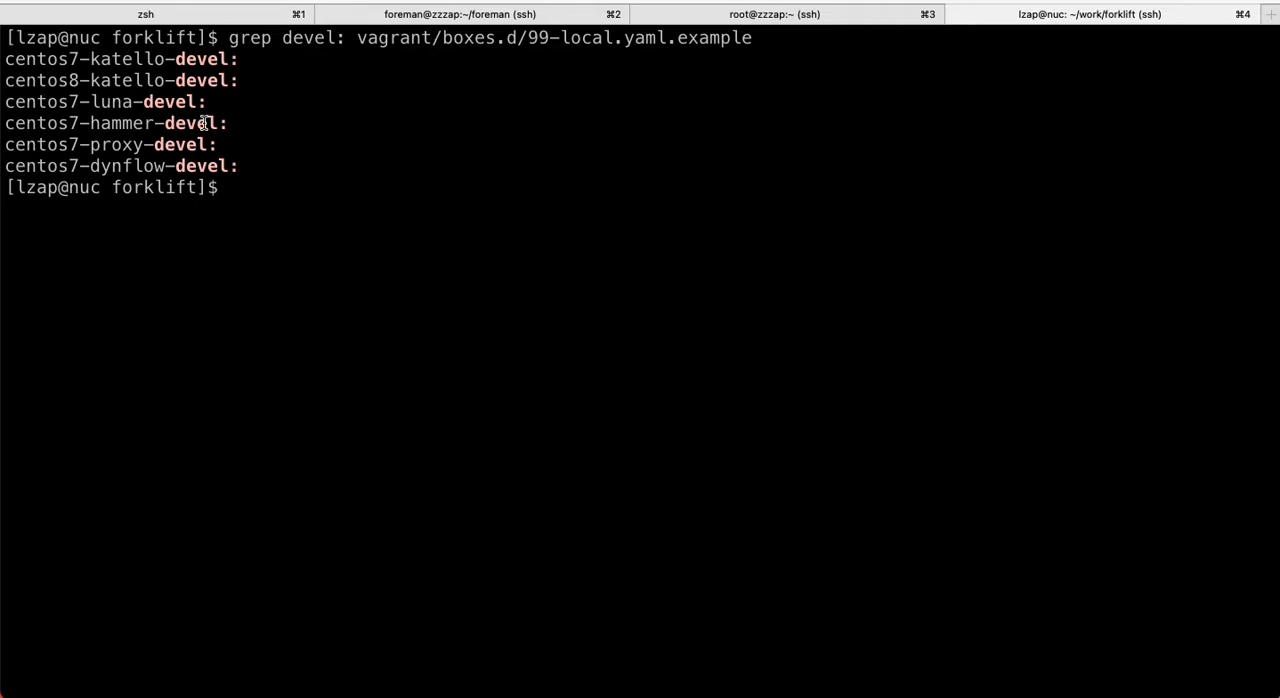 zsh ⌘1 foreman@zzzap:~/foreman (ssh) ⌘2 root@zzzap:~ (ssh) ⌘3 lzap@nuc: ~/work/forklift (ssh) ⌘4 +
[lzap@nuc forklift]$ grep devel: vagrant/boxes.d/99-local.yaml.example
centos7-katello-devel:
centos8-katello-devel:
centos7-luna-devel:
centos7-hammer-devel:
centos7-proxy-devel:
centos7-dynflow-devel:
[lzap@nuc forklift]$